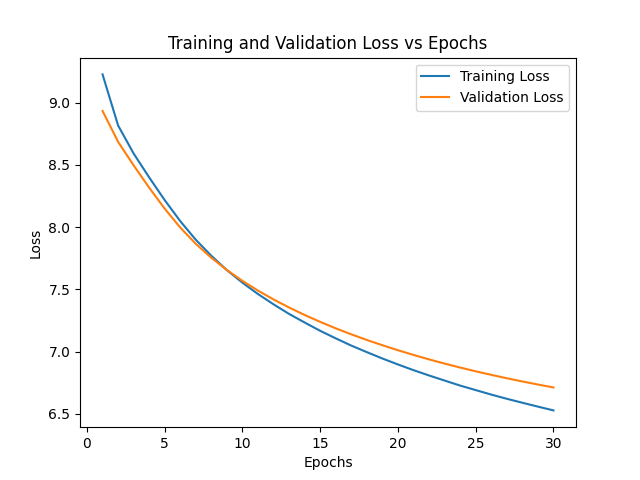 Training and Validation Loss vs Epochs
Training Loss
Validation Loss
Loss
9.0
8.5
8.0
7.5
7.0
6.5
0 5 10 15 20 25 30
Epochs